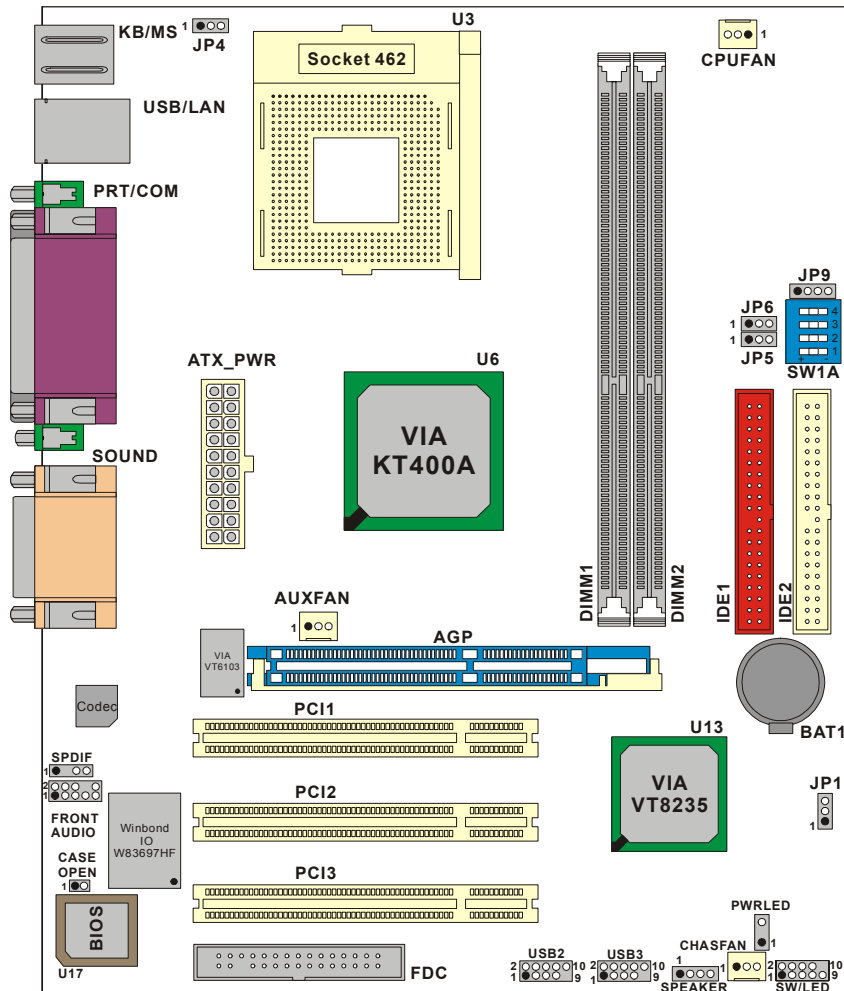 U3
KB/MS
1
JP4
Socket 462
1
CPUFAN
USB/LAN
PRT/COM
JP9
JP6
1
1
JP5
4
3
2
1
+ -
SW1A
ATX_PWR
U6
VIA
KT400A
SOUND
DIMM1
DIMM2
IDE1
IDE2
AUXFAN
1
AGP
VIA
VT6103
Codec
PCI1
U13
BAT1
SPDIF
1
2
1
FRONT
AUDIO
VIA
VT8235
JP1
1
PCI2
Winbond
IO
W83697HF
CASE
OPEN
1
PCI3
BIOS
U17
FDC
PWRLED
1
USB2
2 10
1 9
USB3
2 10
1 9
CHASFAN
1
1
SPEAKER
2 10
1 9
SW/LED